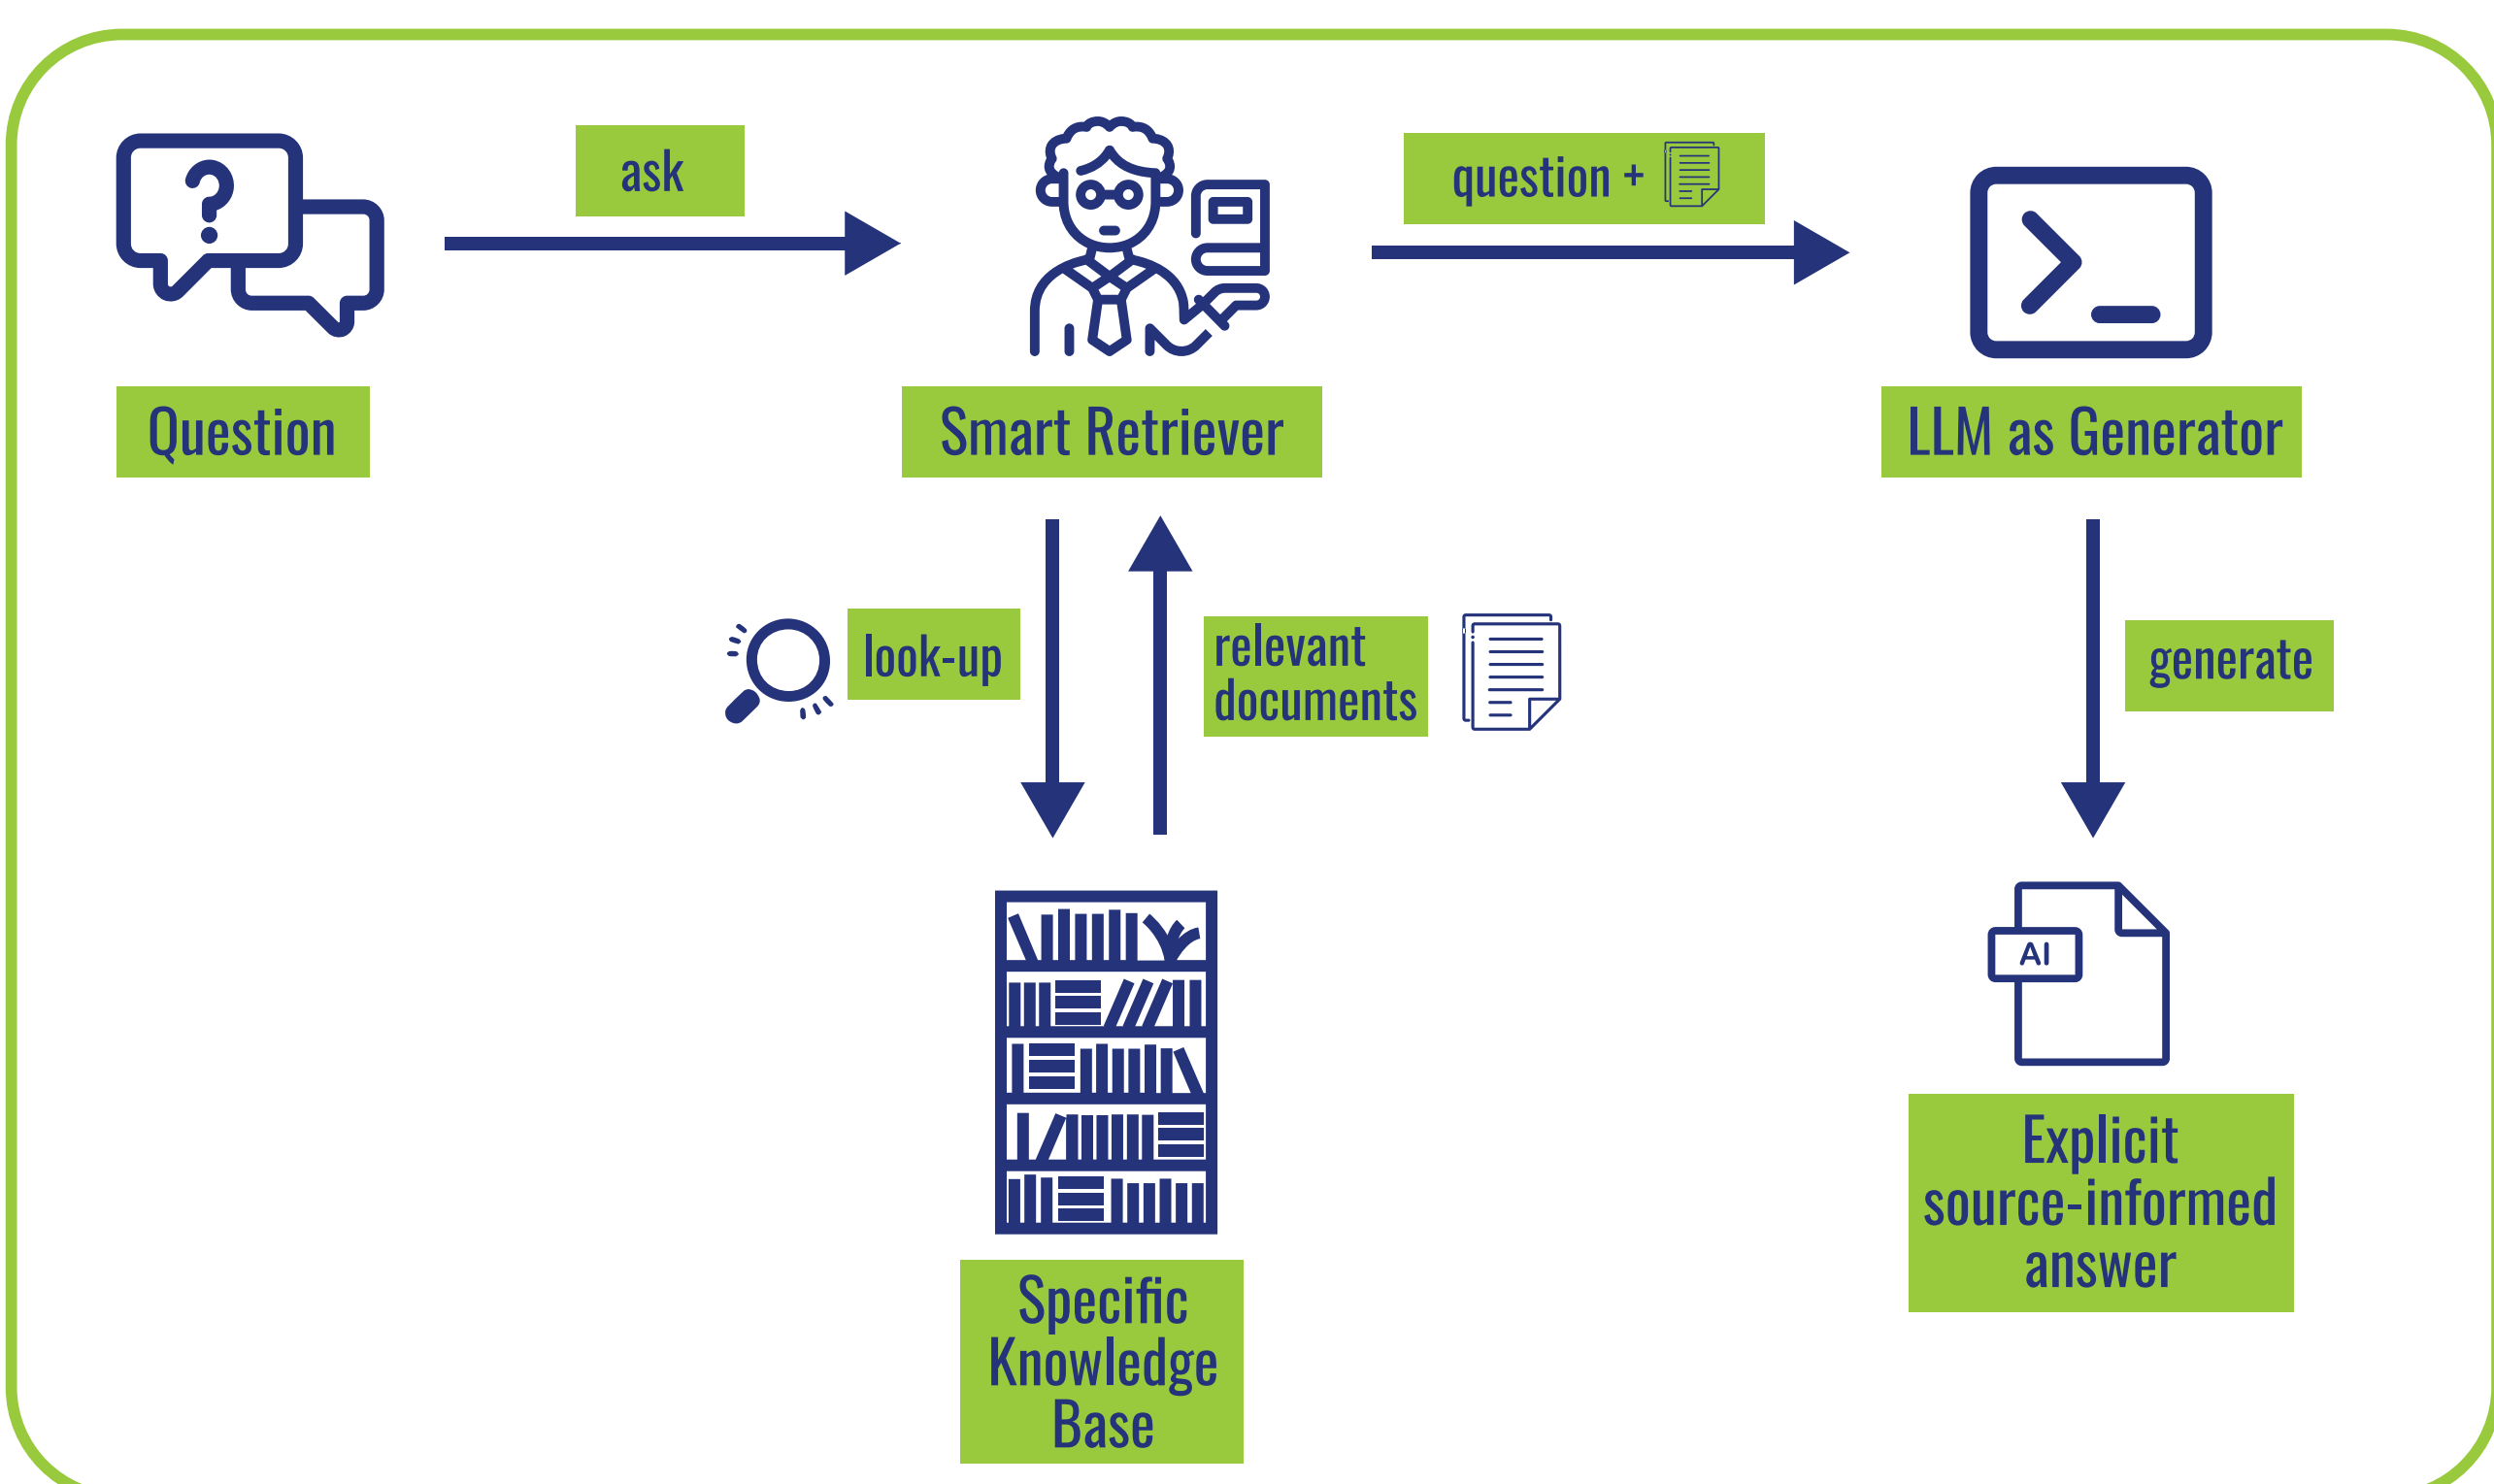 ask
question +
?
Question
Smart Retriever
LLM as Generator
look-up
relevant
documents
generate
AI
Specific
Knowledge
Base
Explicit
source-informed
answer